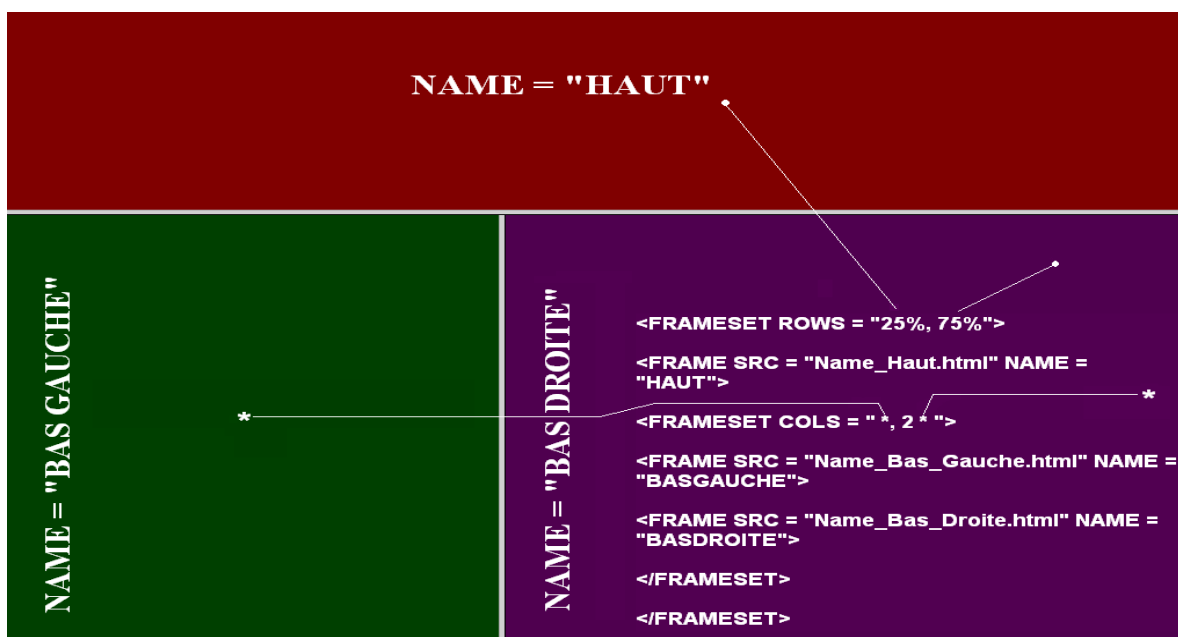 NAME = "HAUT"
NAME = "BAS GAUCHE"
*
NAME = "BAS DROITE"
<FRAMESET ROWS = "25%, 75%">
<FRAME SRC = "Name_Haut.html" NAME =
"HAUT">
*
<FRAMESET COLS = " *, 2 * ">
<FRAME SRC = "Name_Bas_Gauche.html" NAME =
"BASGAUCHE">
<FRAME SRC = "Name_Bas_Droite.html" NAME =
"BASDROITE">
</FRAMESET>
</FRAMESET>